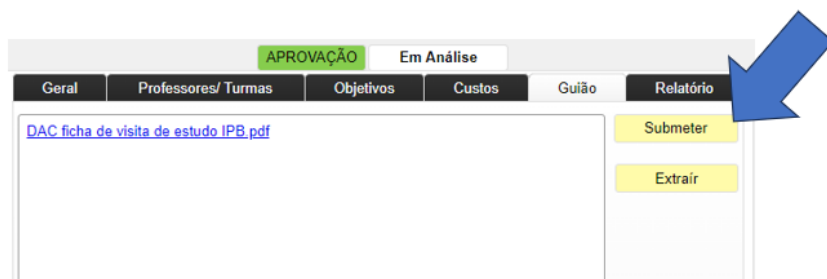 APROVAÇÃO Em Análise
Geral Professores/ Turmas Objetivos Custos Guião Relatório
DAC ficha de visita de estudo IPB.pdf
Submeter
Extraír